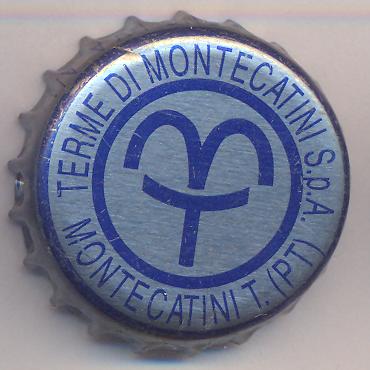 TERME DI MONTECATINI S.p.A.
MONTECATINI T. (PT)